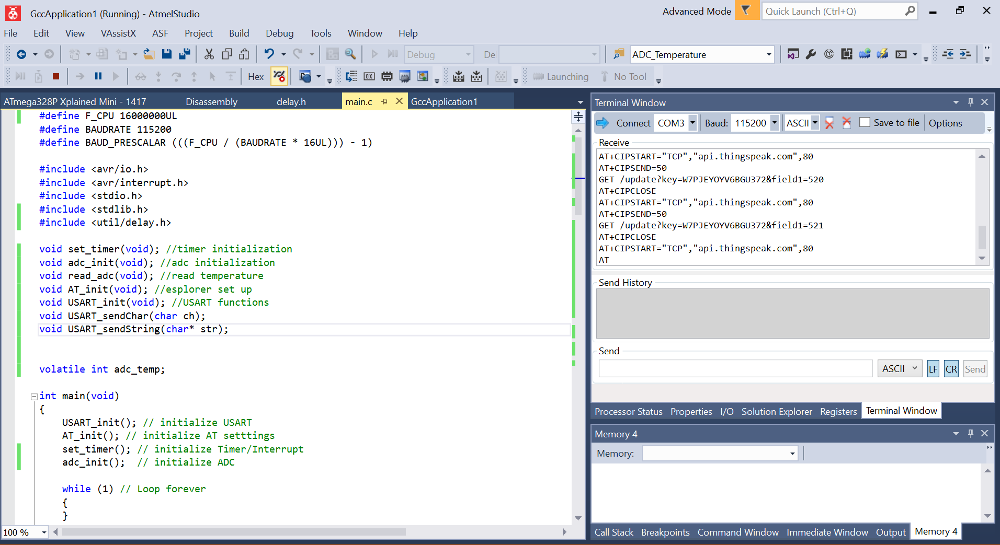 GccApplication1 (Running) - AtmelStudio
Advanced Mode
Quick Launch (Ctrl+Q)
File Edit View VAssistX ASF Project Build Debug Tools Window Help
Debug
ADC_Temperature
Hex
Launching
No Tool
ATmega328P Xplained Mini - 1417
Disassembly
delay.h
main.c
GccApplication1
#define F_CPU 16000000UL
#define BAUDRATE 115200
#define BAUD_PRESCALAR (((F_CPU / (BAUDRATE * 16UL))) - 1)
#include <avr/io.h>
#include <avr/interrupt.h>
#include <stdio.h>
#include <stdlib.h>
#include <util/delay.h>
void set_timer(void); //timer initialization
void adc_init(void); //adc initialization
void read_adc(void); //read temperature
void AT_init(void); //esplorer set up
void USART_init(void); //USART functions
void USART_sendChar(char ch);
void USART_sendString(char* str);
volatile int adc_temp;
int main(void)
{
USART_init(); // initialize USART
AT_init(); // initialize AT setttings
set_timer(); // initialize Timer/Interrupt
adc_init(); // initialize ADC
while (1) // Loop forever
{
}
100 %
Terminal Window
Connect COM3 Baud: 115200 ASCII Save to file Options
Receive
AT+CIPSTART="TCP","api.thingspeak.com",80
AT+CIPSEND=50
GET /update?key=W7PJEYOYV6BGU372&field1=520
AT+CIPCLOSE
AT+CIPSTART="TCP","api.thingspeak.com",80
AT+CIPSEND=50
GET /update?key=W7PJEYOYV6BGU372&field1=521
AT+CIPCLOSE
AT+CIPSTART="TCP","api.thingspeak.com",80
AT
Send History
Send
ASCII LF CR Send
Processor Status Properties I/O Solution Explorer Registers Terminal Window
Memory 4
Memory:
Call Stack Breakpoints Command Window Immediate Window Output Memory 4